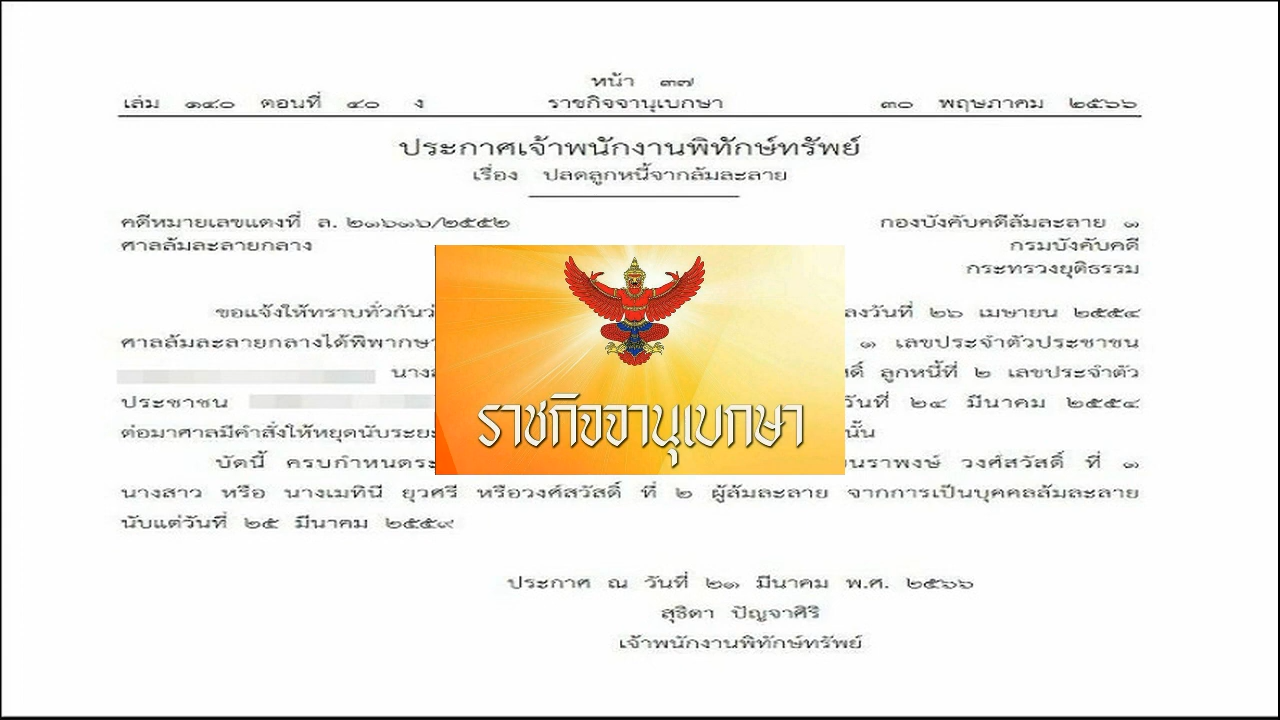 หน้า ๓๗
เล่ม ๑๔๐ ตอนที่ ๔๐ ง ราชกิจจานุเบกษา ๓๐ พฤษภาคม ๒๕๖๖
ประกาศเจ้าพนักงานพิทักษ์ทรัพย์
เรื่อง ปลดลูกหนี้จากล้มละลาย
คดีหมายเลขแดงที่ ล. ๒๑๖๑๖/๒๕๕๒ กองบังคับคดีล้มละลาย ๑
ศาลล้มละลายกลาง กรมบังคับคดี
กระทรวงยุติธรรม
ขอแจ้งให้ทราบทั่วกันว่ ลงวันที่ ๒๖ เมษายน ๒๕๕๔
ศาลล้มละลายกลางได้พิพากษา ๑ เลขประจำตัวประชาชน
ลูกหนี้ที่ ๒ เลขประจำตัว
ประชาชน วันที่ ๒๔ มีนาคม ๒๕๕๔
ต่อมาศาลมีคำสั่งให้หยุดนับระยะ นั้น
ราชกิจจานุเบกษา
บัดนี้ ครบกำหนดระ วงศ์สวัสดิ์ ที่ ๑
นางสาว หรือ นางเมทินี ยุวศรี หรือวงศ์สวัสดิ์ ที่ ๒ ผู้ล้มละลาย จากการเป็นบุคคลล้มละลาย
นับแต่วันที่ ๒๕ มีนาคม ๒๕๕๙
ประกาศ ณ วันที่ ๒๑ มีนาคม พ.ศ. ๒๕๖๖
สุธิดา ปัญจาศิริ
เจ้าพนักงานพิทักษ์ทรัพย์